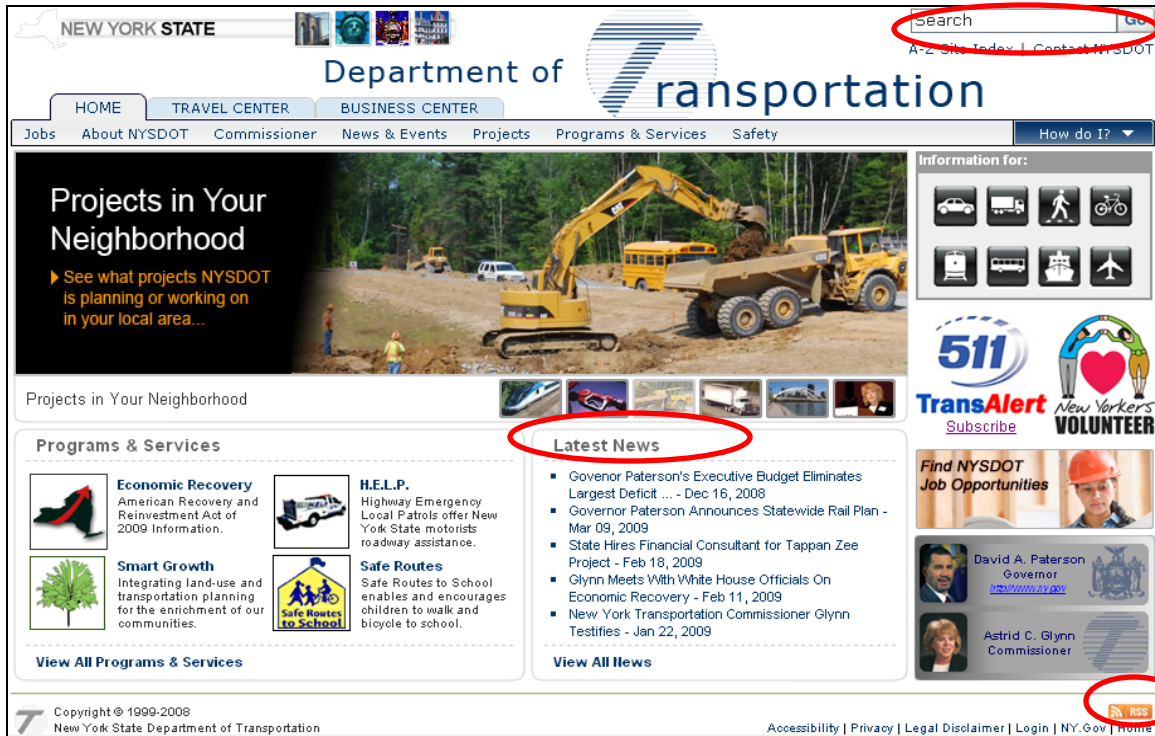 NEW YORK STATE
Search
GO
A-Z Site Index | Contact NYSDOT
Department of Transportation
HOME TRAVEL CENTER BUSINESS CENTER
Jobs About NYSDOT Commissioner News & Events Projects Programs & Services Safety How do I?
Projects in Your
Neighborhood
See what projects NYSDOT
is planning or working on
in your local area...
Information for:
511
TransAlert
Subscribe
New Yorkers
VOLUNTEER
Projects in Your Neighborhood
Programs & Services
Economic Recovery
American Recovery and
Reinvestment Act of
2009 Information.
H.E.L.P.
Highway Emergency
Local Patrols offer New
York State motorists
roadway assistance.
Smart Growth
Integrating land-use and
transportation planning
for the enrichment of our
communities.
Safe Routes
to School
Safe Routes
Safe Routes to School
enables and encourages
children to walk and
bicycle to school.
View All Programs & Services
Latest News
Govenor Paterson's Executive Budget Eliminates
Largest Deficit ... - Dec 16, 2008
Governor Paterson Announces Statewide Rail Plan -
Mar 09, 2009
State Hires Financial Consultant for Tappan Zee
Project - Feb 18, 2009
Glynn Meets With White House Officials On
Economic Recovery - Feb 11, 2009
New York Transportation Commissioner Glynn
Testifies - Jan 22, 2009
View All News
Find NYSDOT
Job Opportunities
David A. Paterson
Governor
http://www.ny.gov
Astrid C. Glynn
Commissioner
RSS
Copyright © 1999-2008
New York State Department of Transportation
Accessibility | Privacy | Legal Disclaimer | Login | NY.Gov | Home